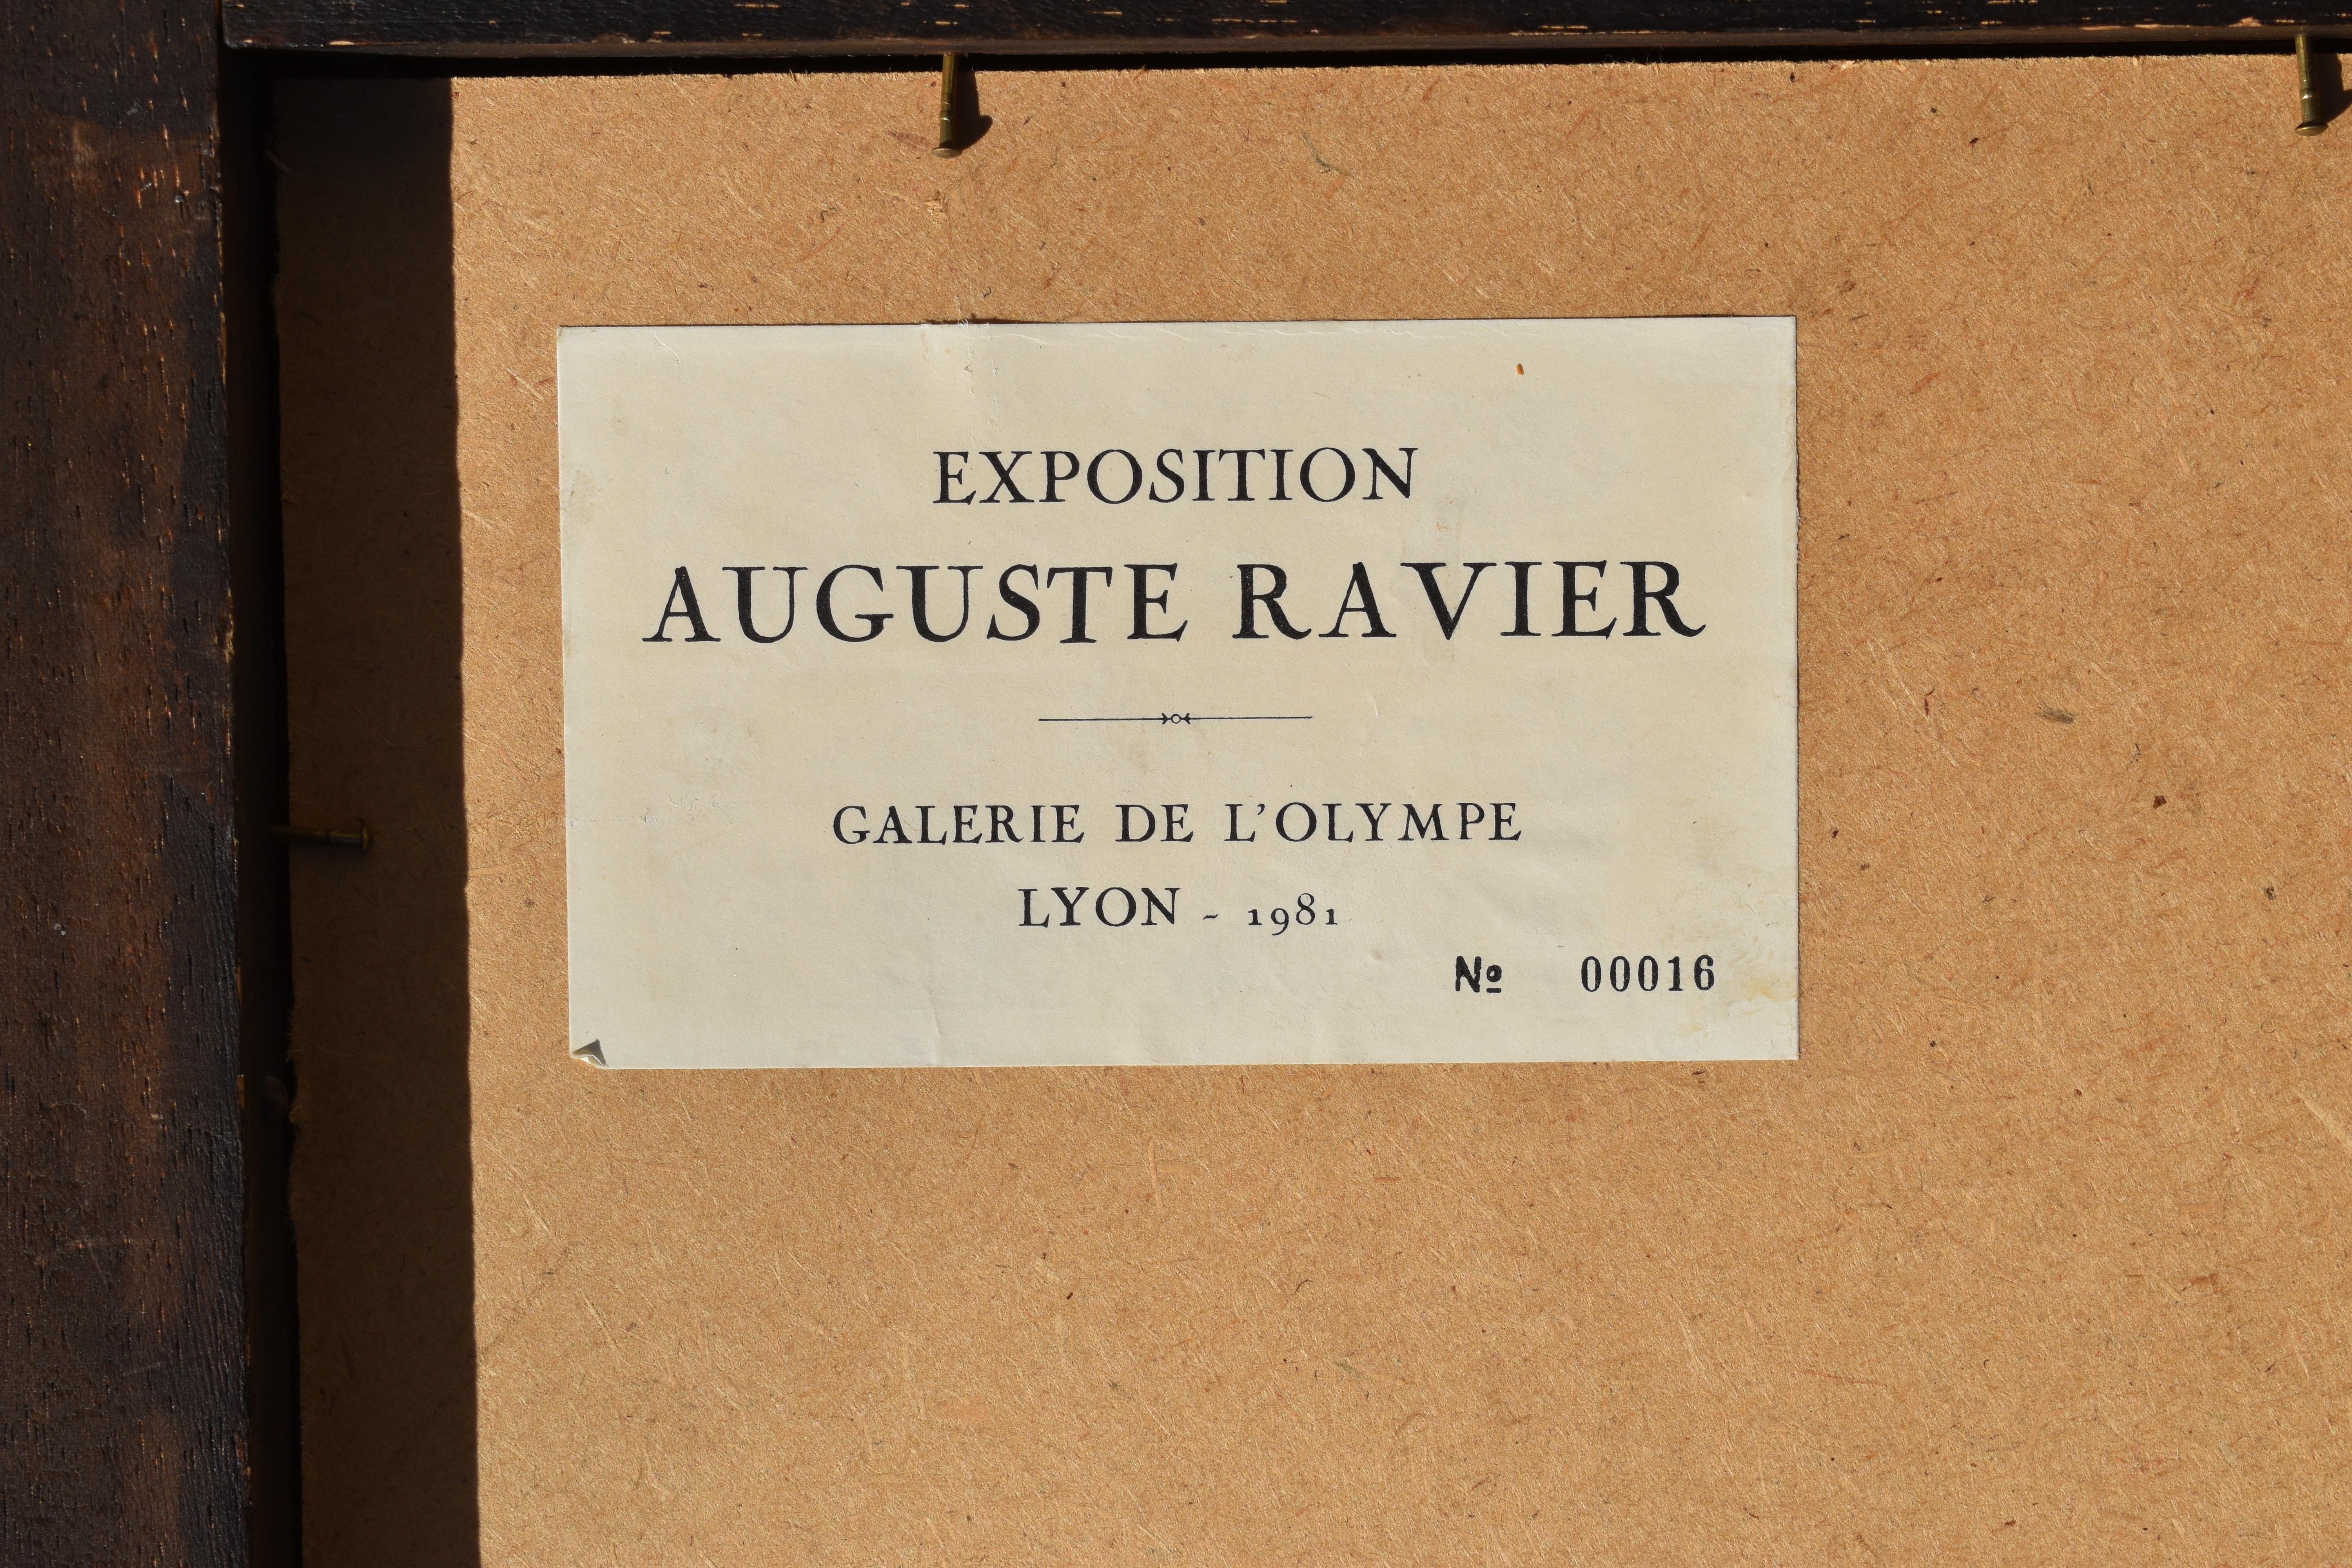 EXPOSITION
AUGUSTE RAVIER
GALERIE DE L'OLYMPE
LYON - 1981
Nº 00016